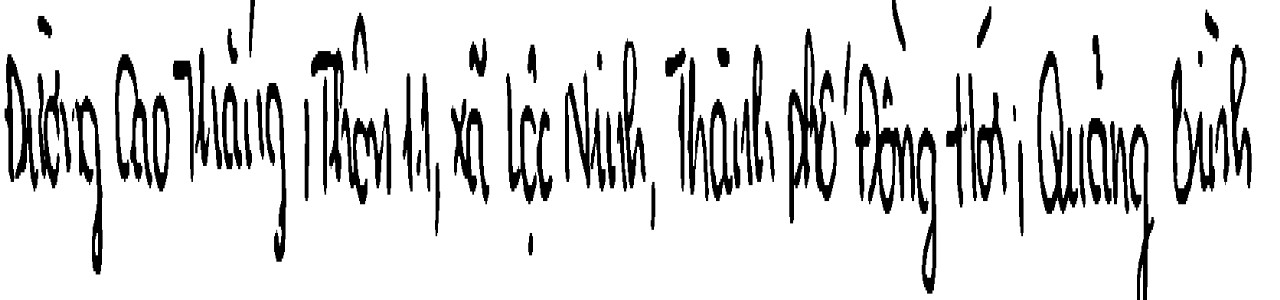 Đường Cao Thắng, Thôn 11, xã Lộc Ninh, Thành phố Đồng Hới, Quảng Bình